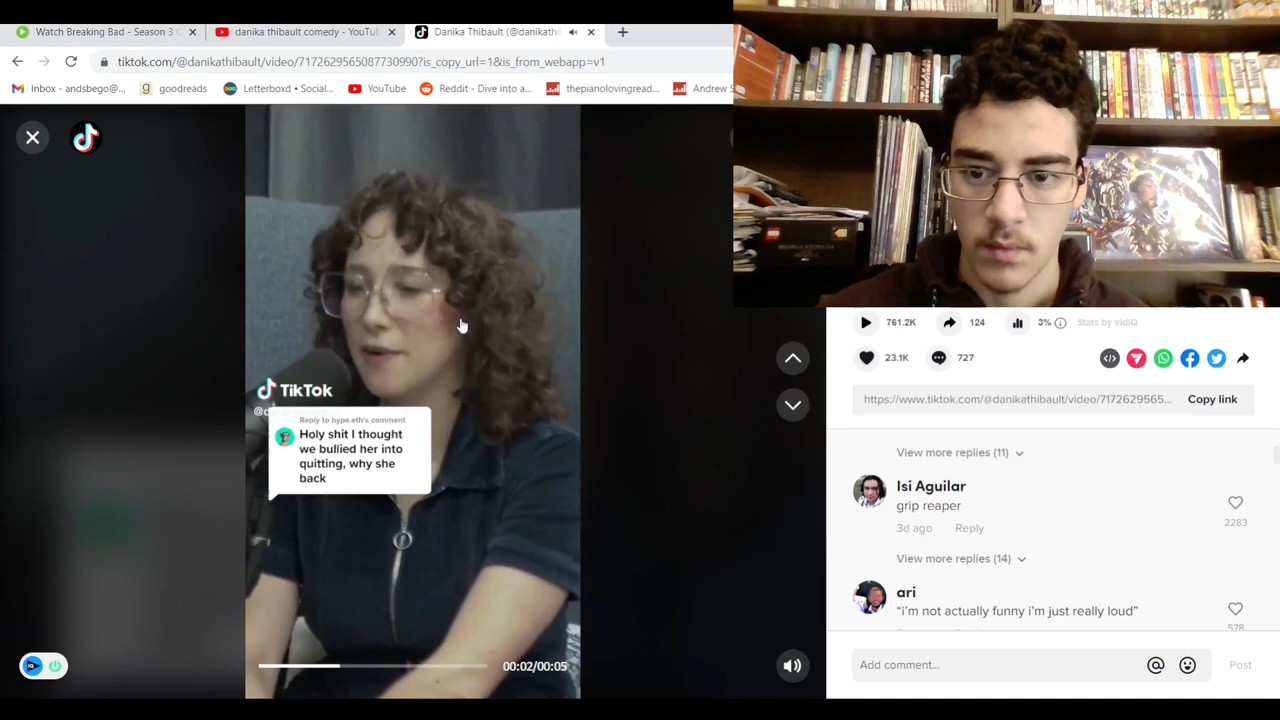 Watch Breaking Bad - Season 3
danika thibault comedy - YouTu
Danika Thibault (@danikath
tiktok.com/@danikathibault/video/7172629565087730990?is_copy_url=1&is_from_webapp=v1
Inbox - andsbego@...
goodreads
Letterboxd • Social...
YouTube
Reddit - Dive into a...
thepianolovingread...
Andrew S
TikTok
Reply to hype.eth's comment
Holy shit I thought
we bullied her into
quitting, why she
back
00:02/00:05
761.2K
124
3%
Stats by vidIQ
23.1K
727
https://www.tiktok.com/@danikathibault/video/7172629565...
Copy link
View more replies (11)
Isi Aguilar
grip reaper
3d ago
Reply
2283
View more replies (14)
ari
“i’m not actually funny i’m just really loud”
578
Add comment...
Post